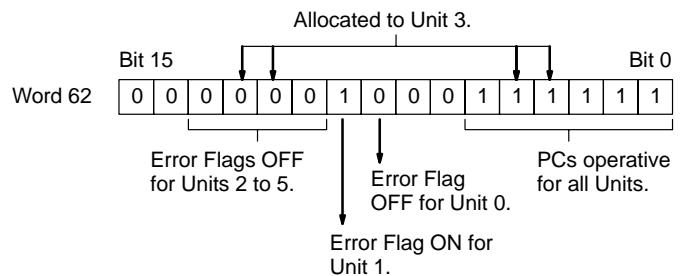 Allocated to Unit 3.
Bit 15 Bit 0
Word 62 0 0 0 0 0 0 1 0 0 0 1 1 1 1 1 1
Error Flags OFF
for Units 2 to 5.
Error Flag
OFF for Unit 0.
PCs operative
for all Units.
Error Flag ON for
Unit 1.